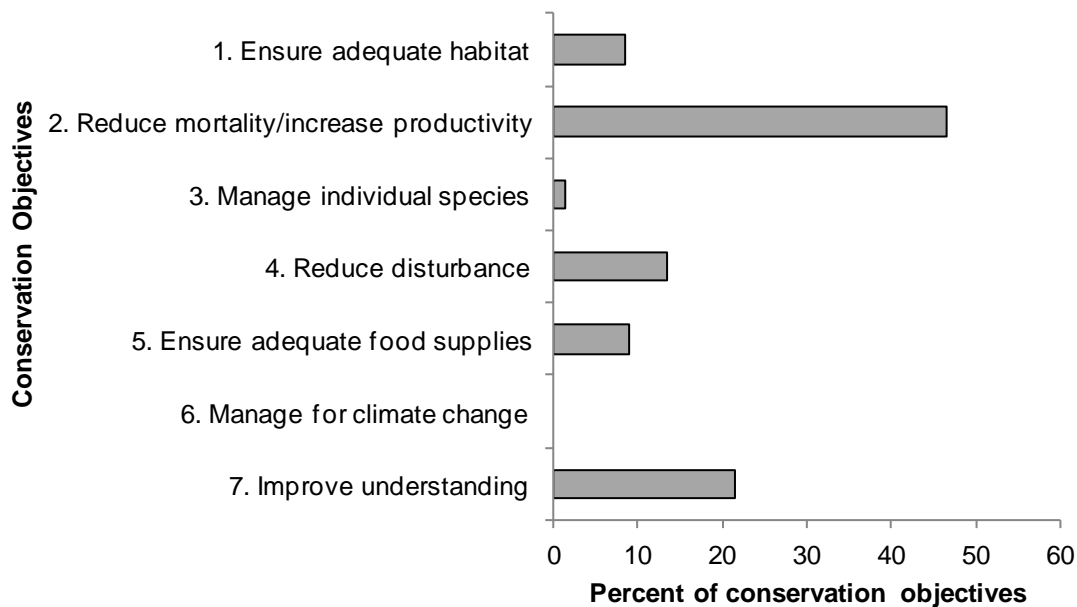 Conservation Objectives
1. Ensure adequate habitat
2. Reduce mortality/increase productivity
3. Manage individual species
4. Reduce disturbance
5. Ensure adequate food supplies
6. Manage for climate change
7. Improve understanding
0 10 20 30 40 50 60
Percent of conservation objectives